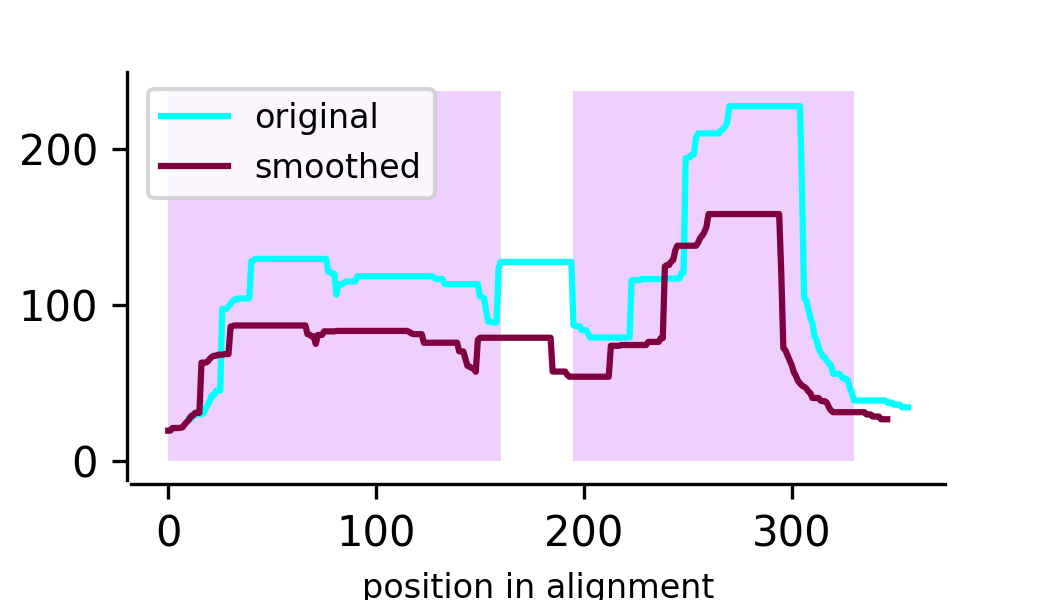 original
smoothed
200
100
0
0 100 200 300
position in alignment